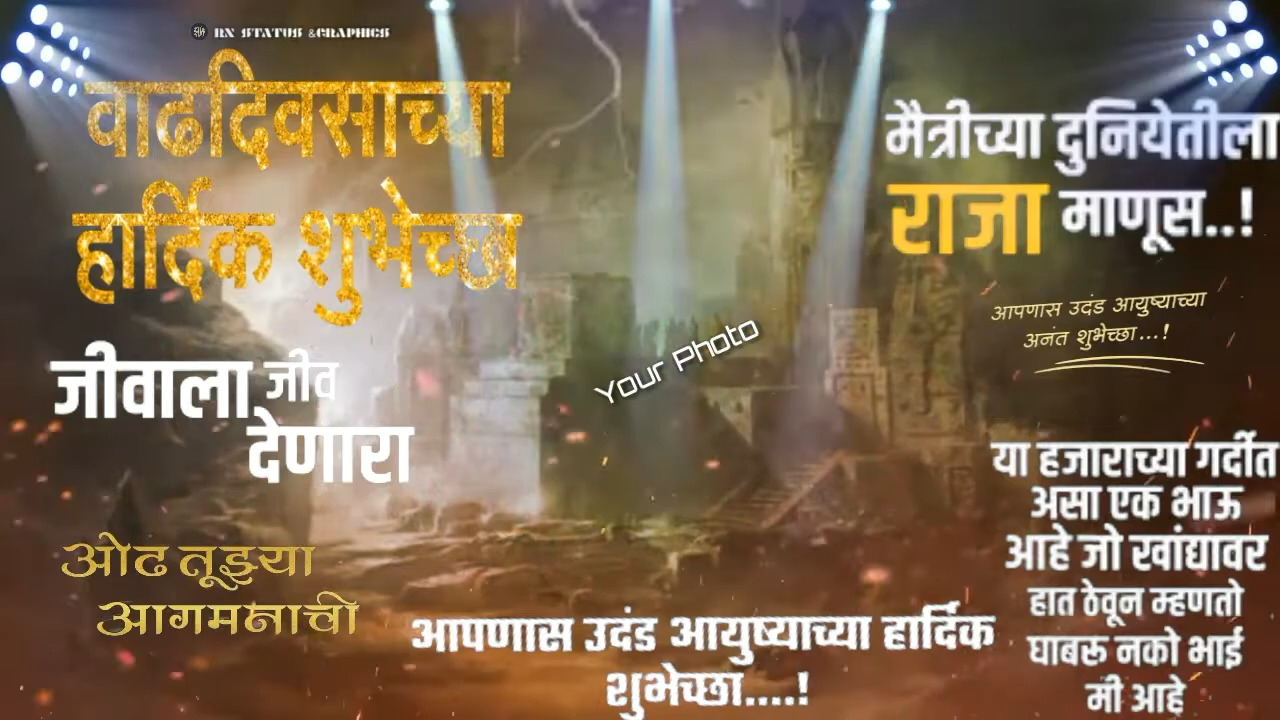 RX STATUS &GRAPHICS
वाढदिवसाच्या
हार्दिक शुभेच्छा
जीवाला जीव
देणारा
ओढ तूझ्या
आगमनाची
Your Photo
आपणास उदंड आयुष्याच्या हार्दिक
शुभेच्छा....!
मैत्रीच्या दुनियेतीला
राजा माणूस..!
आपणास उदंड आयुष्याच्या
अनंत शुभेच्छा...!
या हजाराच्या गर्दीत
असा एक भाऊ
आहे जो खांद्यावर
हात ठेवून म्हणतो
घाबरू नको भाई
मी आहे